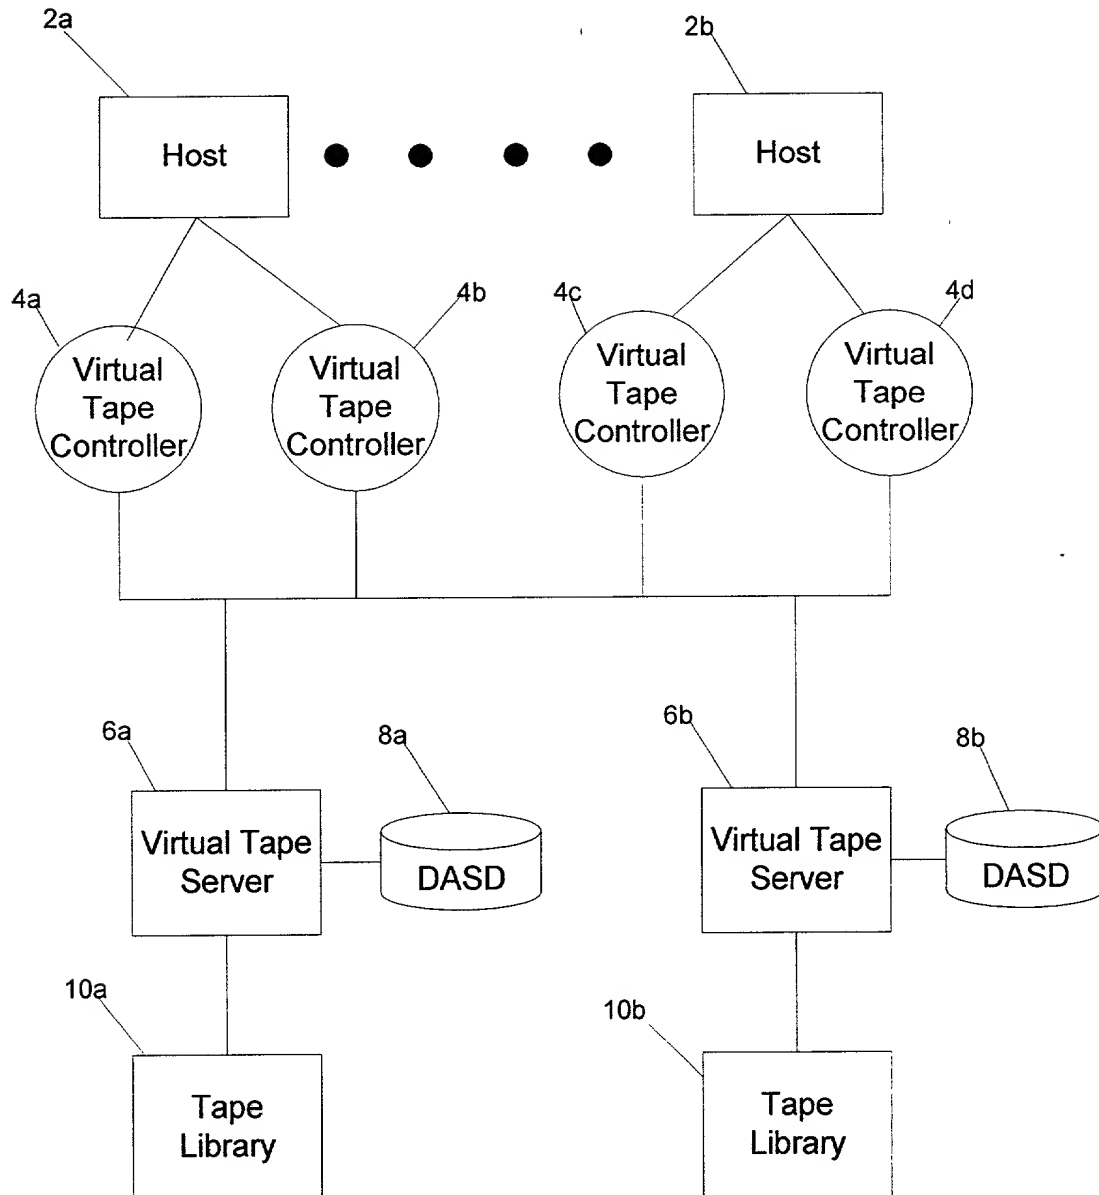 2a
2b
Host
Host
4a
4b
4c
4d
Virtual
Tape
Controller
Virtual
Tape
Controller
Virtual
Tape
Controller
Virtual
Tape
Controller
6a
8a
6b
8b
Virtual Tape
Server
DASD
Virtual Tape
Server
DASD
10a
10b
Tape
Library
Tape
Library